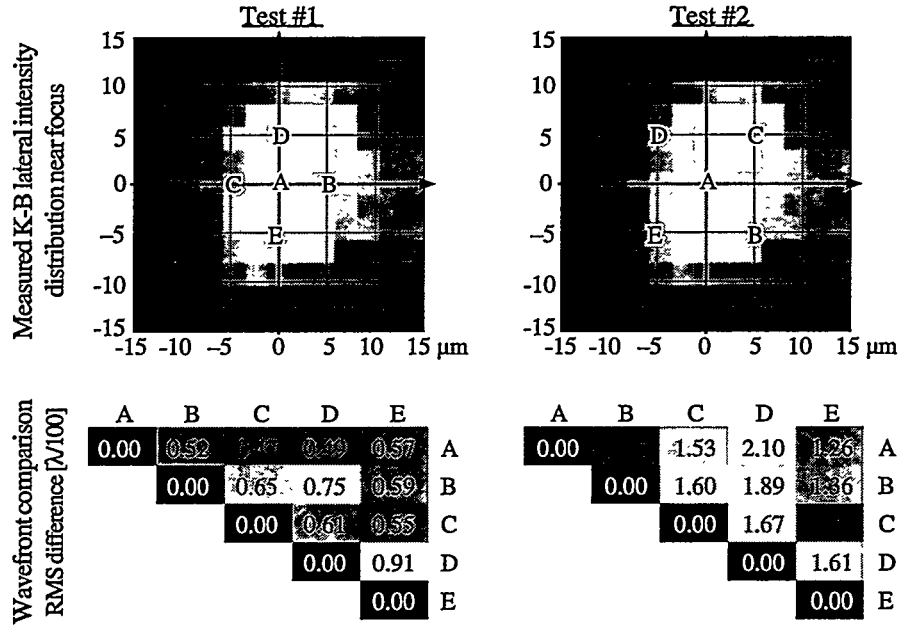 Test #1
Test #2
Measured K-B lateral intensity
distribution near focus
15
10
5
0
-5
-10
-15
D
C A B
E
-15 -10 -5 0 5 10 15 µm
15
10
5
0
-5
-10
-15
D C
A
E B
-15 -10 -5 0 5 10 15 µm
Wavefront comparison
RMS difference [λ/100]
A B C D E
0.00 0.52 0.49 0.57 A
0.00 0.65 0.75 0.59 B
0.00 0.61 0.55 C
0.00 0.91 D
0.00 E
A B C D E
0.00 1.53 2.10 1.26 A
0.00 1.60 1.89 1.36 B
0.00 1.67 C
0.00 1.61 D
0.00 E